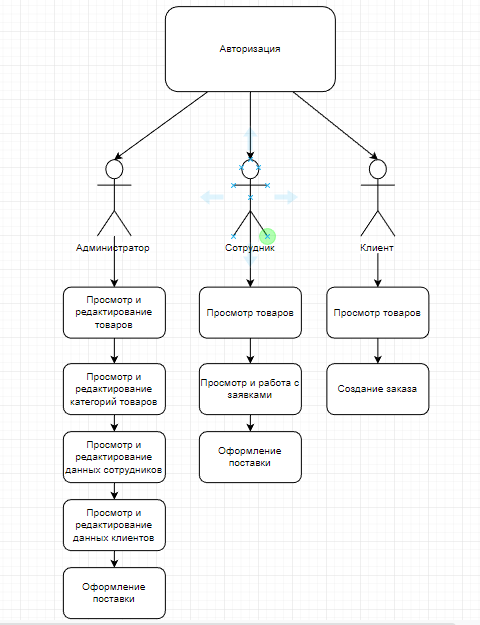 Авторизация
Администратор
Сотрудник
Клиент
Просмотр и
редактирование
товаров
Просмотр и
редактирование
категорий товаров
Просмотр и
редактирование
данных сотрудников
Просмотр и
редактирование
данных клиентов
Оформление
поставки
Просмотр товаров
Просмотр и работа с
заявками
Оформление
поставки
Просмотр товаров
Создание заказа